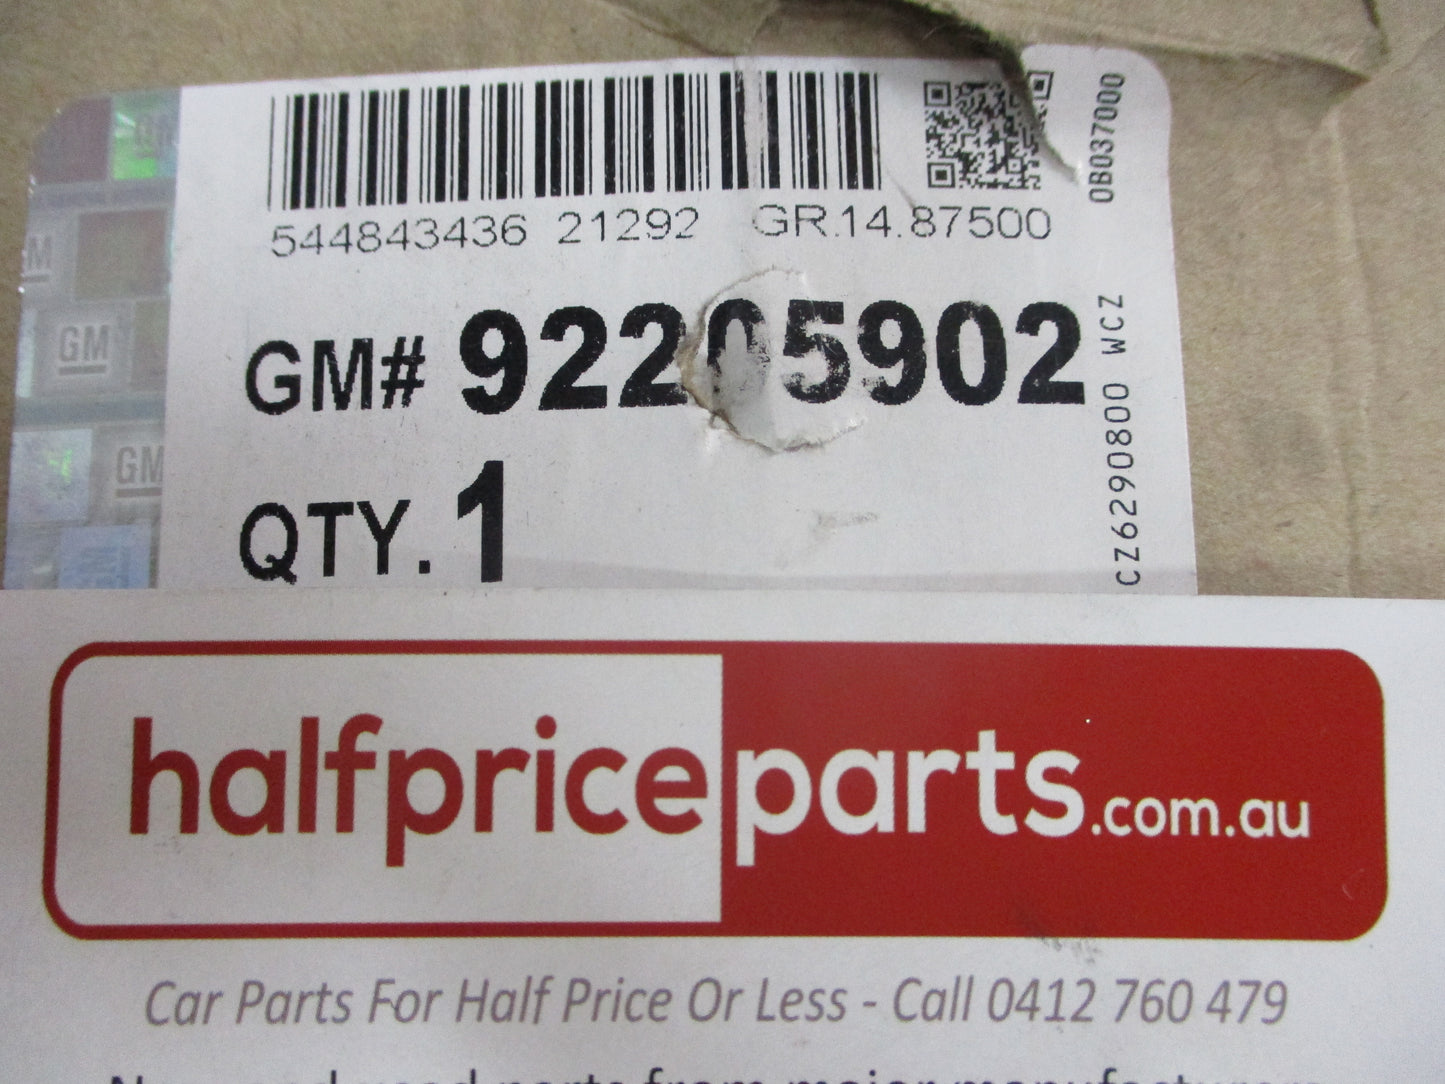 544843436 21292 GR.14.87500
GM# 92205902
QTY. 1
0B037000
CZ6290800 WCZ
GM
GM
GM
halfpriceparts.com.au
Car Parts For Half Price Or Less - Call 0412 760 479